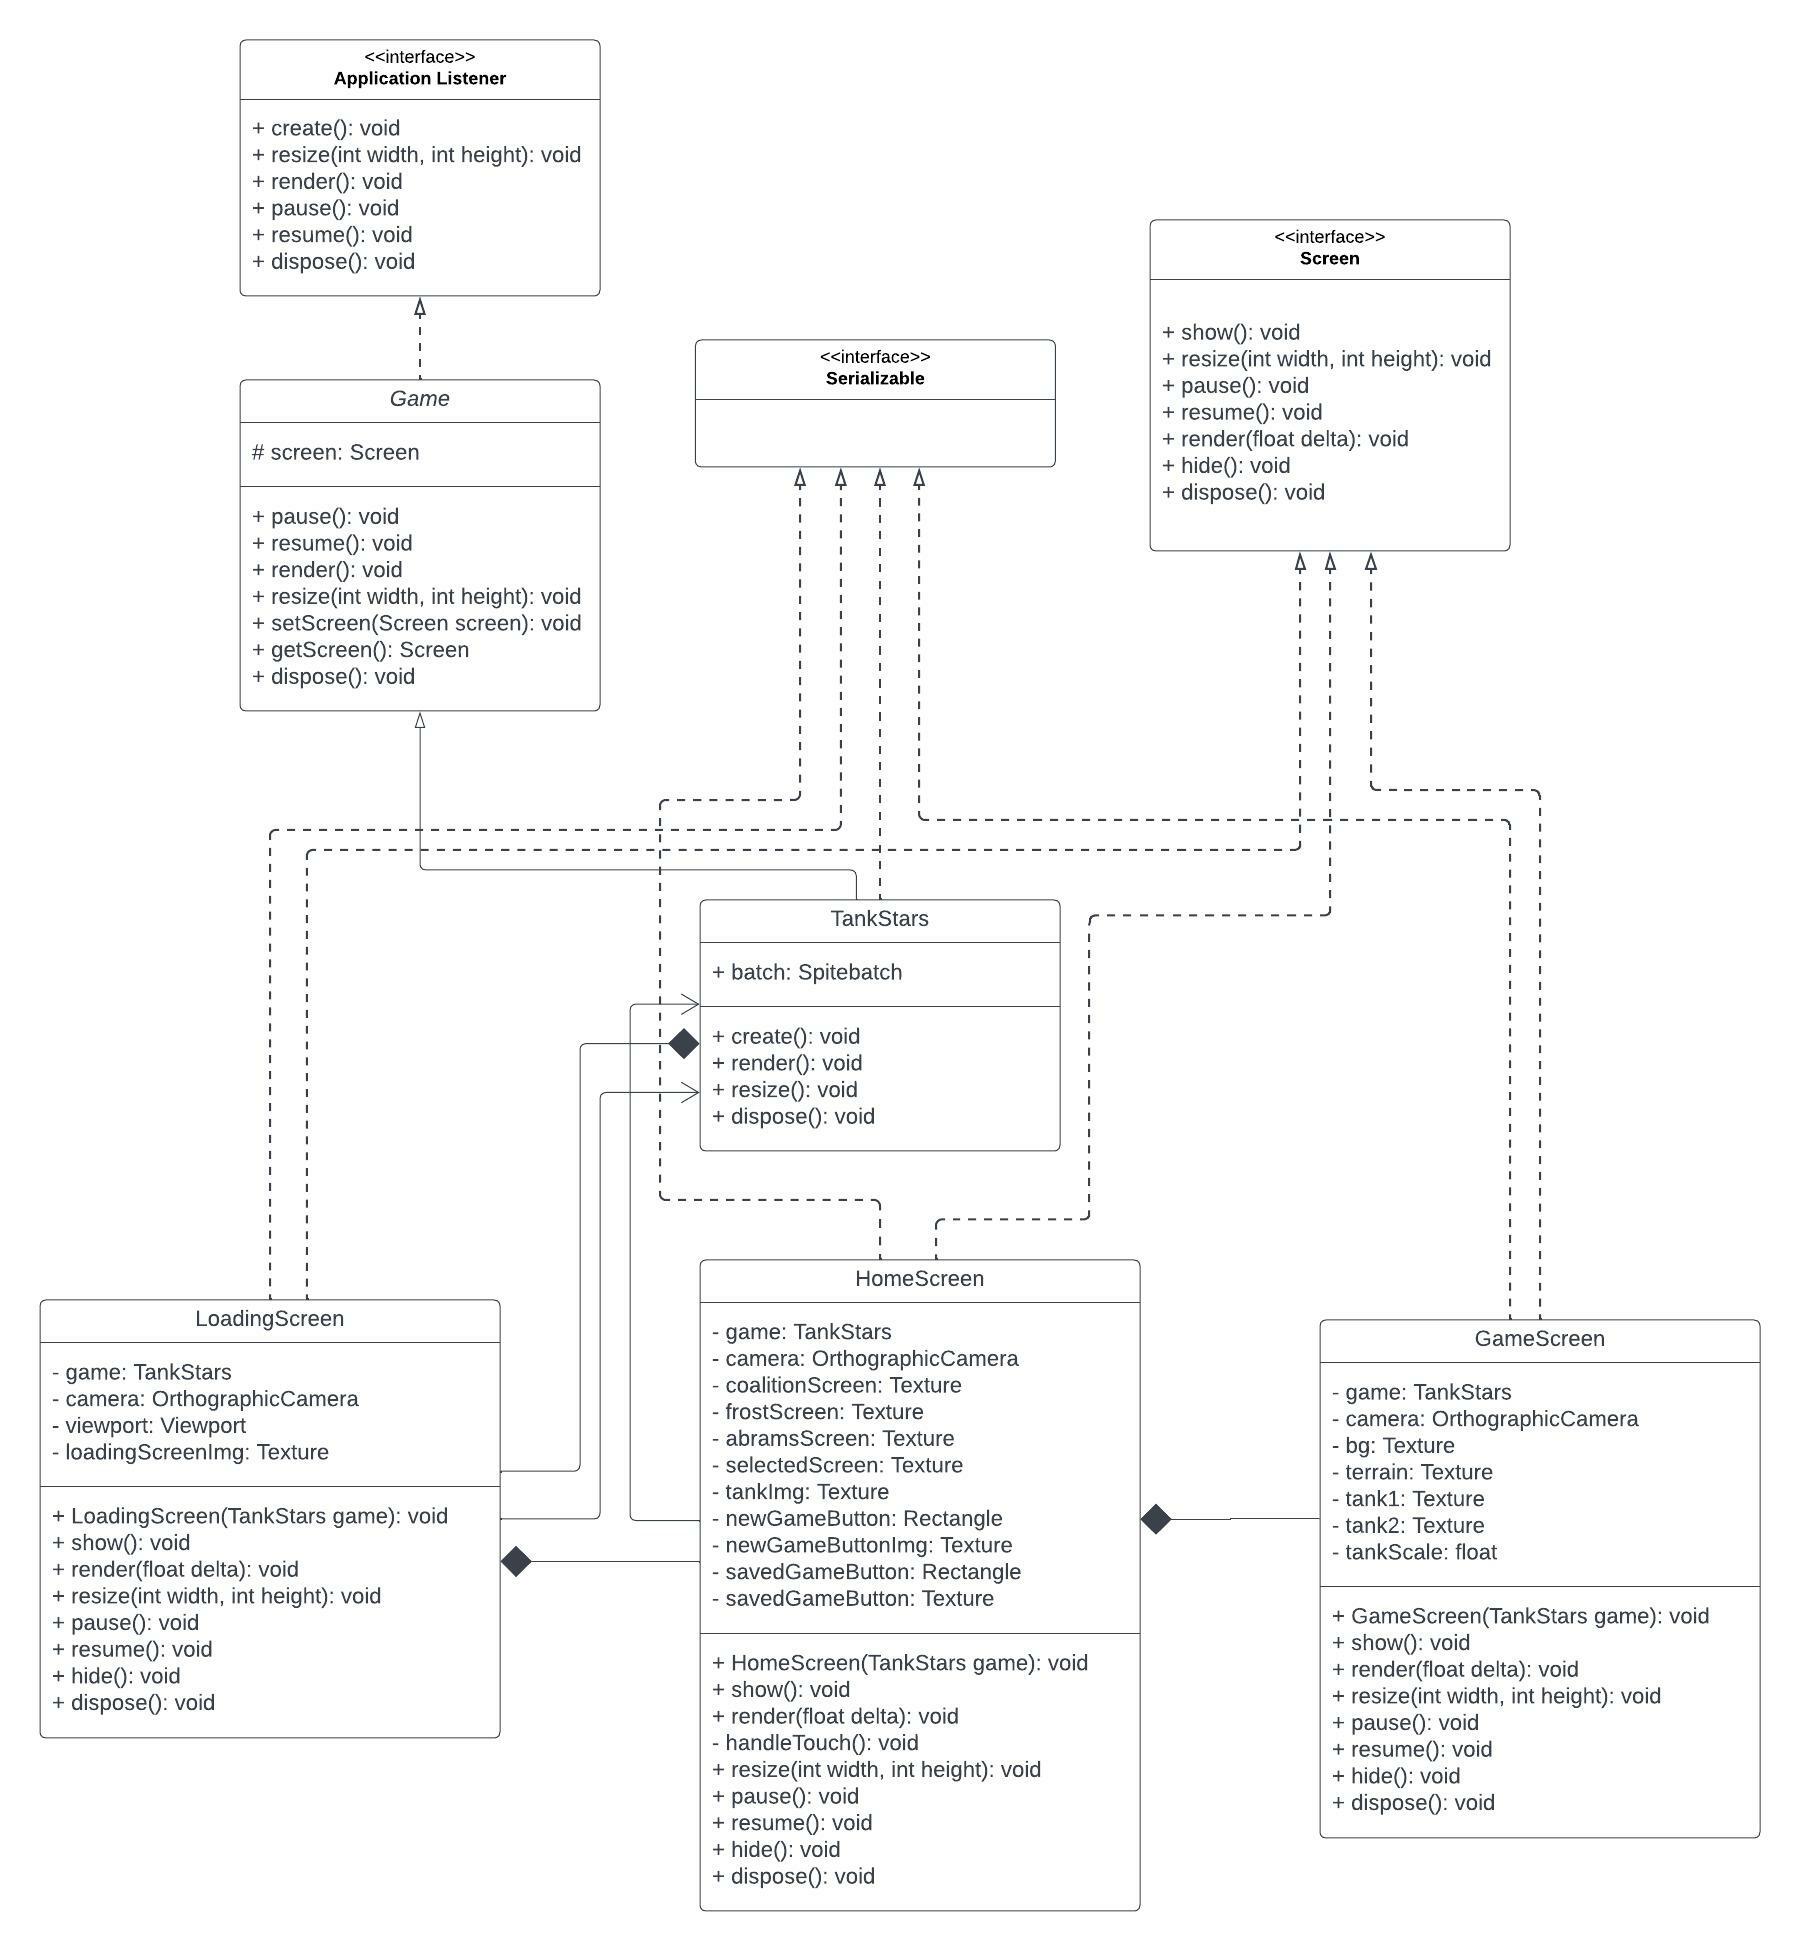 <<interface>>
Application Listener
+ create(): void
+ resize(int width, int height): void
+ render(): void
+ pause(): void
+ resume(): void
+ dispose(): void
<<interface>>
Screen
+ show(): void
+ resize(int width, int height): void
+ pause(): void
+ resume(): void
+ render(float delta): void
+ hide(): void
+ dispose(): void
<<interface>>
Serializable
Game
# screen: Screen
+ pause(): void
+ resume(): void
+ render(): void
+ resize(int width, int height): void
+ setScreen(Screen screen): void
+ getScreen(): Screen
+ dispose(): void
TankStars
+ batch: Spitebatch
+ create(): void
+ render(): void
+ resize(): void
+ dispose(): void
LoadingScreen
- game: TankStars
- camera: OrthographicCamera
- viewport: Viewport
- loadingScreenImg: Texture
+ LoadingScreen(TankStars game): void
+ show(): void
+ render(float delta): void
+ resize(int width, int height): void
+ pause(): void
+ resume(): void
+ hide(): void
+ dispose(): void
HomeScreen
- game: TankStars
- camera: OrthographicCamera
- coalitionScreen: Texture
- frostScreen: Texture
- abramsScreen: Texture
- selectedScreen: Texture
- tankImg: Texture
- newGameButton: Rectangle
- newGameButtonImg: Texture
- savedGameButton: Rectangle
- savedGameButton: Texture
+ HomeScreen(TankStars game): void
+ show(): void
+ render(float delta): void
- handleTouch(): void
+ resize(int width, int height): void
+ pause(): void
+ resume(): void
+ hide(): void
+ dispose(): void
GameScreen
- game: TankStars
- camera: OrthographicCamera
- bg: Texture
- terrain: Texture
- tank1: Texture
- tank2: Texture
- tankScale: float
+ GameScreen(TankStars game): void
+ show(): void
+ render(float delta): void
+ resize(int width, int height): void
+ pause(): void
+ resume(): void
+ hide(): void
+ dispose(): void